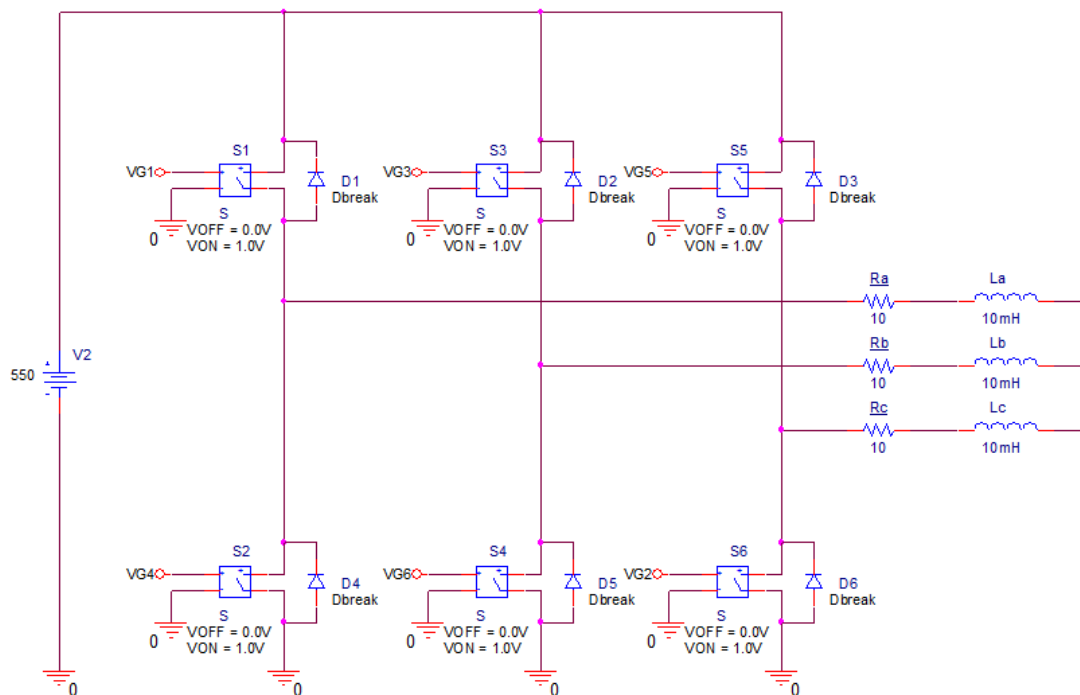 S1
S3
S5
VG1
VG3
VG5
D1
Dbreak
D2
Dbreak
D3
Dbreak
S
VOFF = 0.0V
VON = 1.0V
0
S
VOFF = 0.0V
VON = 1.0V
0
S
VOFF = 0.0V
VON = 1.0V
0
Ra
10
La
10mH
V2
550
Rb
10
Lb
10mH
Rc
10
Lc
10mH
S2
S4
S6
VG4
VG6
VG2
D4
Dbreak
D5
Dbreak
D6
Dbreak
S
VOFF = 0.0V
VON = 1.0V
0
S
VOFF = 0.0V
VON = 1.0V
0
S
VOFF = 0.0V
VON = 1.0V
0
0
0
0
0